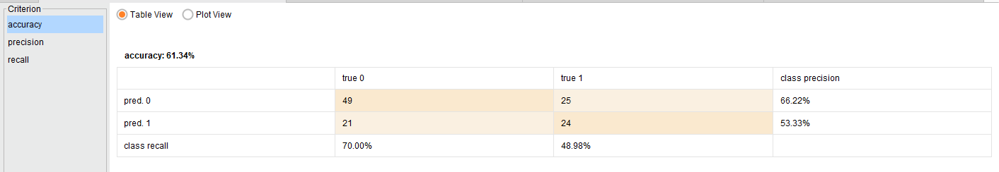 Criterion
accuracy
precision
recall
Table View Plot View
accuracy: 61.34%
true 0 true 1 class precision
pred. 0 49 25 66.22%
pred. 1 21 24 53.33%
class recall 70.00% 48.98%